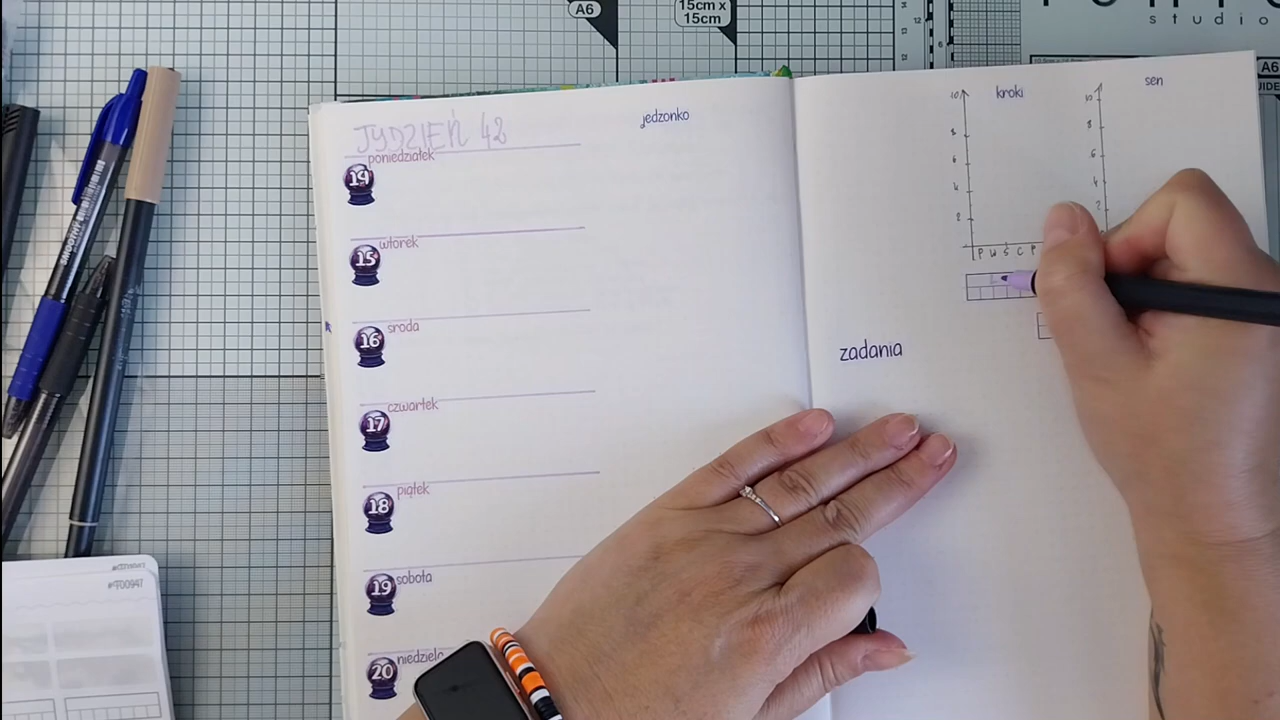 A6
15cm x
15cm
studio
A6
TYDZIEŃ 42
jedzonko
poniedziałek
14
wtorek
15
środa
16
czwartek
17
piątek
18
sobota
19
niedziela
20
kroki
10
8
6
4
2
P W Ś C P
sen
10
8
6
4
2
zadania
SMOOTHY